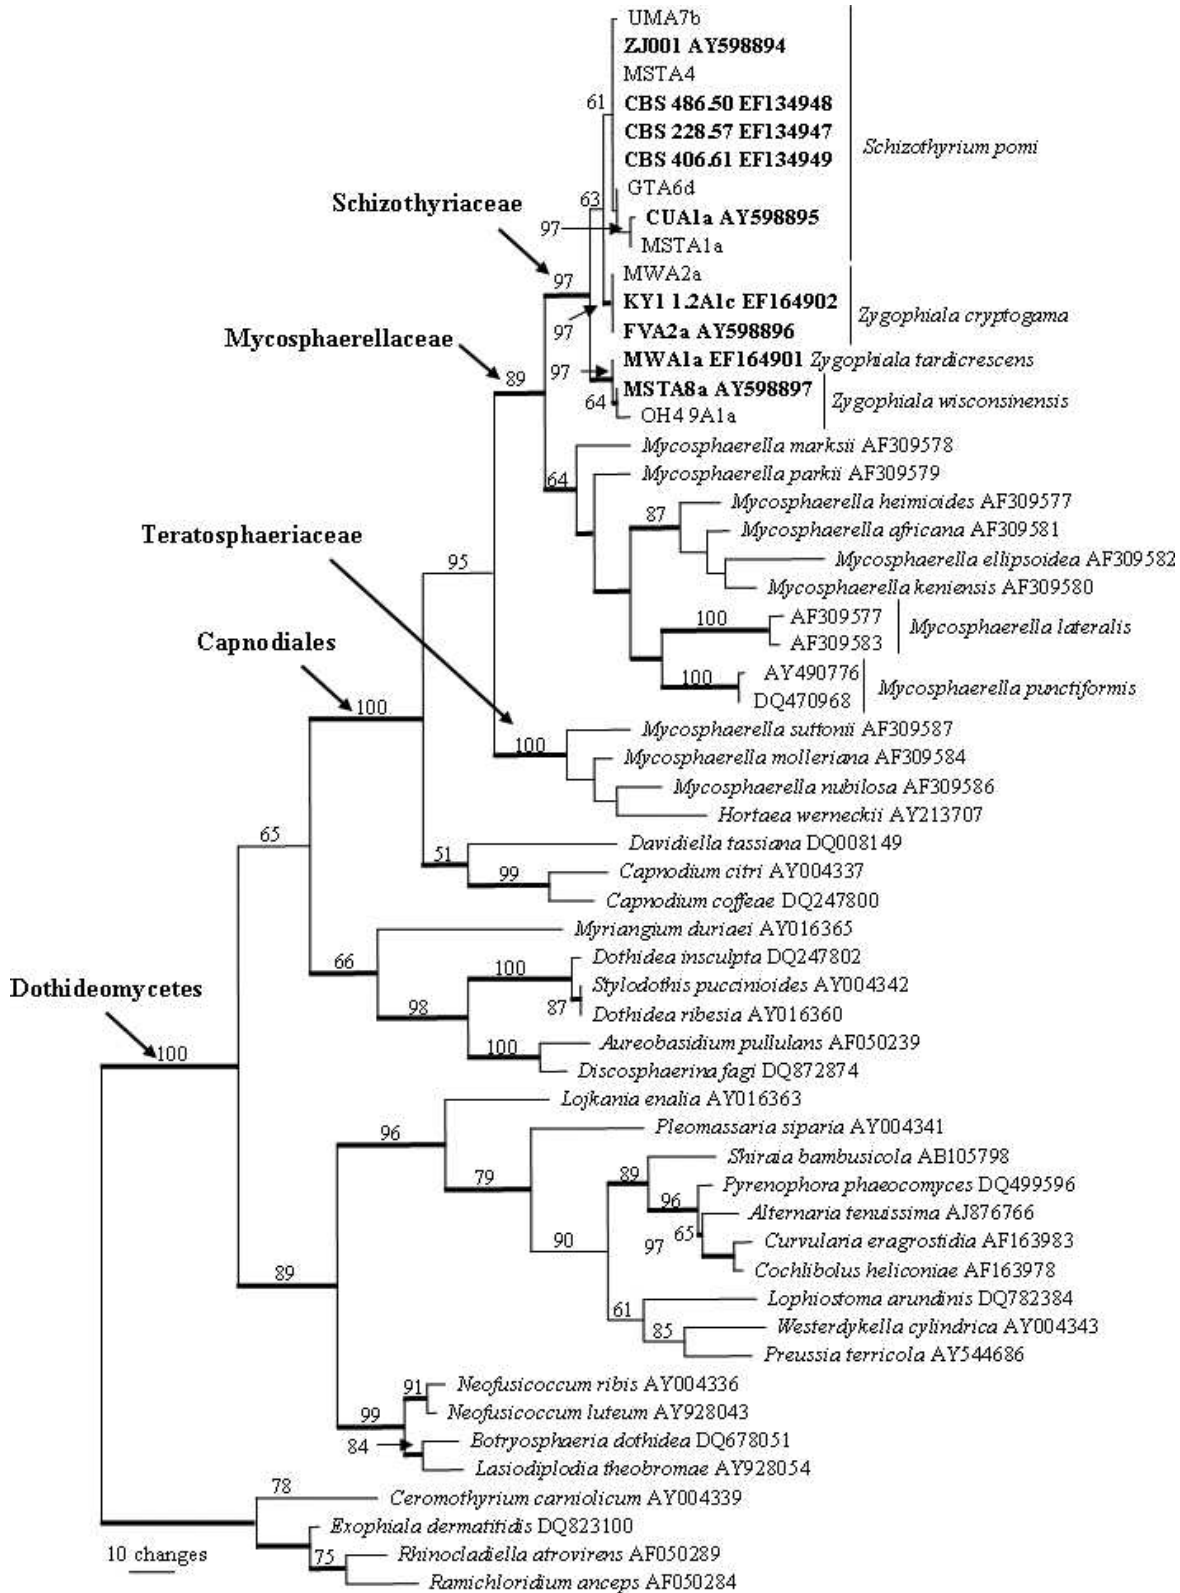 UMA7b
ZJ001 AY598894
MSTA4
61
CBS 486.50 EF134948
CBS 228.57 EF134947
Schizothyrium pomi
CBS 406.61 EF134949
GTA6d
63
Schizothyriaceae
CUA1a AY598895
97
MSTA1a
97
MWA2a
KY1 1.2A1c EF164902
Zygophiala cryptogama
97
FVA2a AY598896
Mycosphaerellaceae
MWA1a EF164901 Zygophiala tardicrescens
97
89
MSTA8a AY598897
Zygophiala wisconsinensis
64
OH4 9A1a
Mycosphaerella marksii AF309578
64
Mycosphaerella parkii AF309579
Mycosphaerella heimioides AF309577
87
Teratosphaeriaceae
Mycosphaerella africana AF309581
Mycosphaerella ellipsoidea AF309582
95
Mycosphaerella keniensis AF309580
100
AF309577
Mycosphaerella lateralis
Capnodiales
AF309583
AY490776
100
Mycosphaerella punctiformis
DQ470968
100
Mycosphaerella suttonii AF309587
100
Mycosphaerella molleriana AF309584
Mycosphaerella nubilosa AF309586
Hortaea werneckii AY213707
65
Davidiella tassiana DQ008149
51
Capnodium citri AY004337
99
Capnodium coffeae DQ247800
Myriangium duriaei AY016365
66
Dothidea insculpta DQ247802
100
Dothideomycetes
Stylodothis puccinioides AY004342
87
98
Dothidea ribesia AY016360
Aureobasidium pullulans AF050239
100
100
Discosphaerina fagi DQ872874
Lojkania enalia AY016363
96
Pleomassaria siparia AY004341
Shiraia bambusicola AB105798
79
89
Pyrenophora phaeocomyces DQ499596
96
Alternaria tenuissima AJ876766
65
90
97
Curvularia eragrostidia AF163983
89
Cochlibolus heliconiae AF163978
Lophiostoma arundinis DQ782384
61
Westerdykella cylindrica AY004343
85
Preussia terricola AY544686
91
Neofusicoccum ribis AY004336
99
Neofusicoccum luteum AY928043
84
Botryosphaeria dothidea DQ678051
Lasiodiplodia theobromae AY928054
78
Ceromothyrium carniolicum AY004339
Exophiala dermatitidis DQ823100
10 changes
75
Rhinocladiella atrovirens AF050289
Ramichloridium anceps AF050284